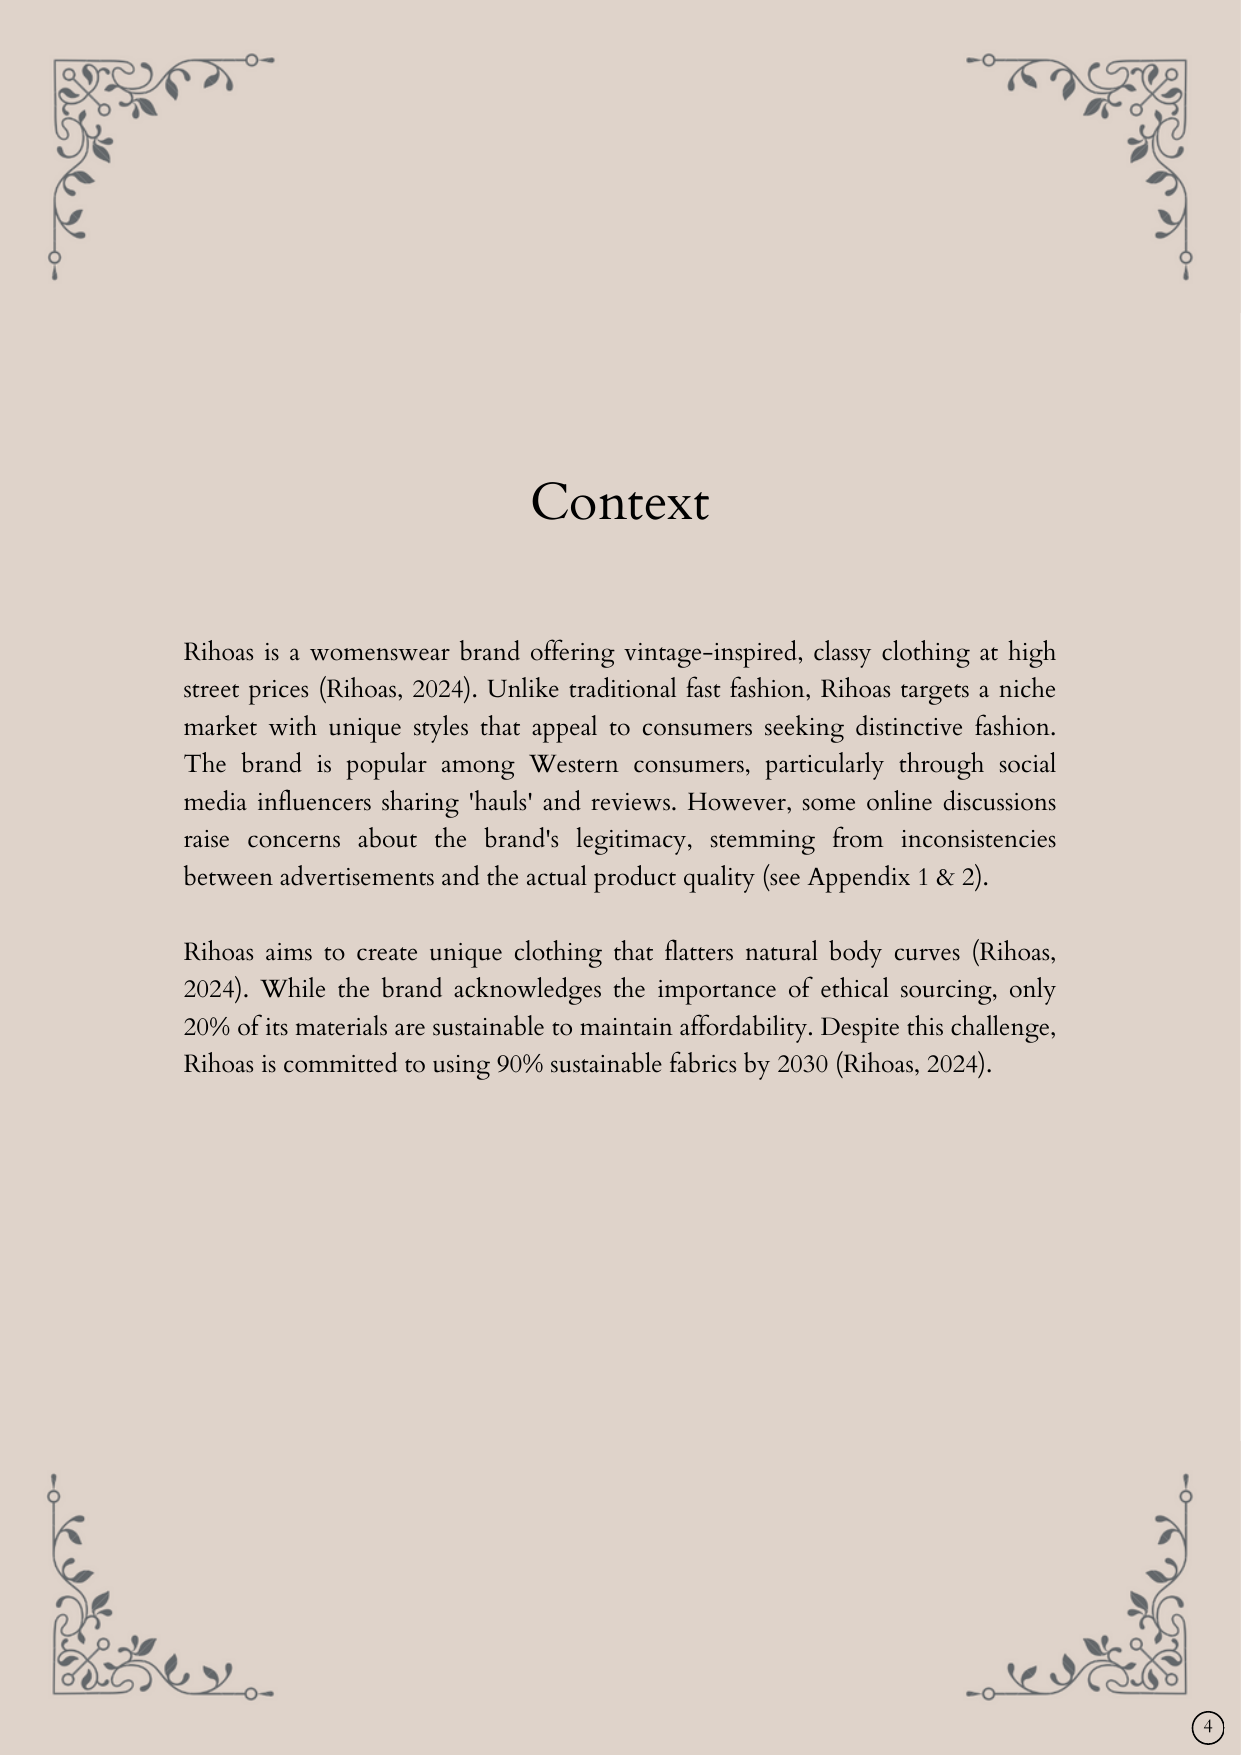 Context
Rihoas is a womenswear brand offering vintage-inspired, classy clothing at high
street prices (Rihoas, 2024). Unlike traditional fast fashion, Rihoas targets a niche
market with unique styles that appeal to consumers seeking distinctive fashion.
The brand is popular among Western consumers, particularly through social
media influencers sharing 'hauls' and reviews. However, some online discussions
raise concerns about the brand's legitimacy, stemming from inconsistencies
between advertisements and the actual product quality (see Appendix 1 & 2).
Rihoas aims to create unique clothing that flatters natural body curves (Rihoas,
2024). While the brand acknowledges the importance of ethical sourcing, only
20% of its materials are sustainable to maintain affordability. Despite this challenge,
Rihoas is committed to using 90% sustainable fabrics by 2030 (Rihoas, 2024).
4